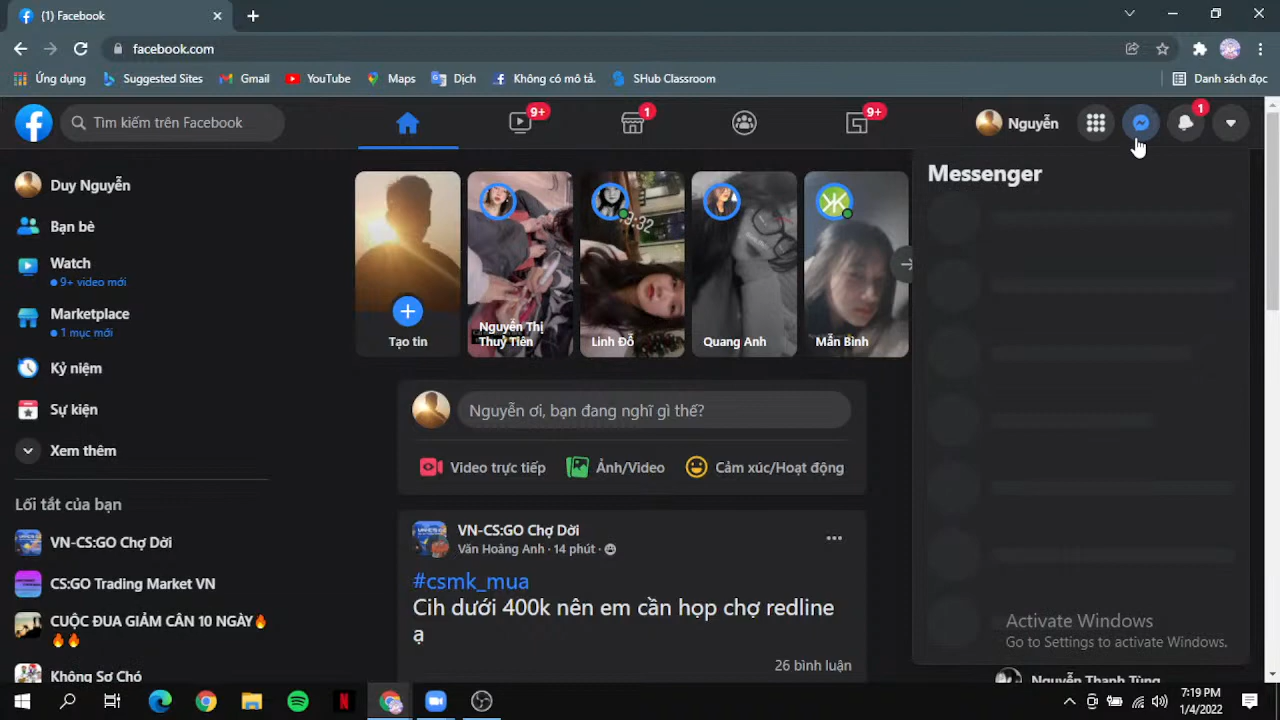 (1) Facebook
facebook.com
Ứng dụng
Suggested Sites
Gmail
YouTube
Maps
Dịch
Không có mô tả.
SHub Classroom
Danh sách đọc
Tìm kiếm trên Facebook
9+
1
9+
Nguyễn
1
Duy Nguyễn
Bạn bè
Watch
9+ video mới
Marketplace
1 mục mới
Kỷ niệm
Sự kiện
Xem thêm
Lối tắt của bạn
VN-CS:GO Chợ Dời
CS:GO Trading Market VN
CUỘC ĐUA GIẢM CÂN 10 NGÀY🔥
🔥🔥
Không Sợ Chó
Tạo tin
Nguyễn Thị
Thuỷ Tiên
Linh Đỗ
Quang Anh
Mẫn Bình
Nguyễn ơi, bạn đang nghĩ gì thế?
Video trực tiếp
Ảnh/Video
Cảm xúc/Hoạt động
VN-CS:GO Chợ Dời
Văn Hoảng Anh · 14 phút ·
#csmk_mua
Cih dưới 400k nên em cần họp chợ redline
ạ
26 bình luận
Messenger
Activate Windows
Go to Settings to activate Windows.
Nguyễn Thanh Tùng
7:19 PM
1/4/2022